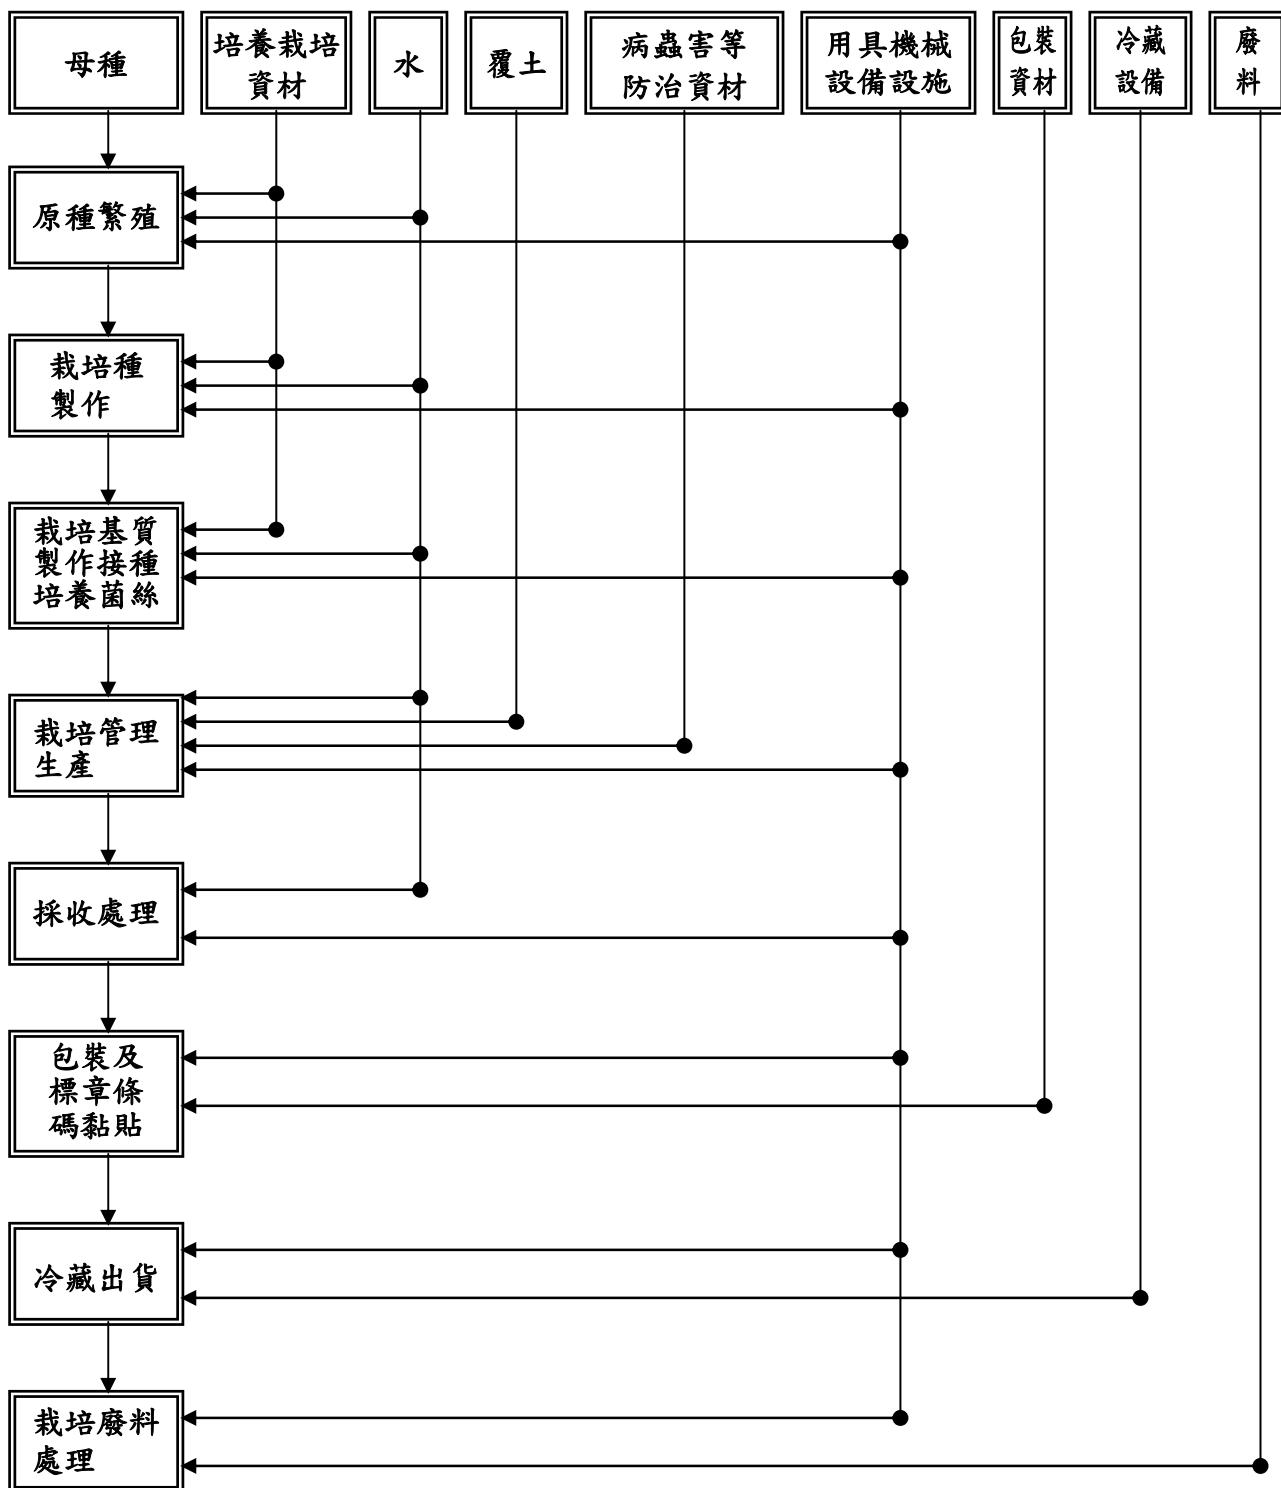 母種
培養栽培
資材
水
覆土
病蟲害等
防治資材
用具機械
設備設施
包裝
資材
冷藏
設備
廢
料
原種繁殖
栽培種
製作
栽培基質
製作接種
培養菌絲
栽培管理
生產
採收處理
包裝及
標章條
碼黏貼
冷藏出貨
栽培廢料
處理